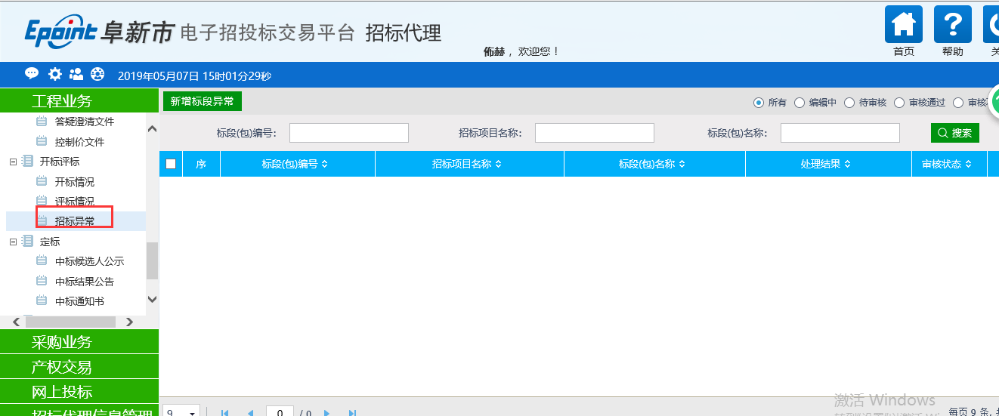 Epoint 阜新市 电子招投标交易平台 招标代理
首页 帮助
㑇赫 ，欢迎您！
2019年05月07日 15时01分29秒
工程业务
新增标段异常
所有 编辑中 待审核 审核通过 审核
答疑澄清文件
控制价文件
开标评标
开标情况
评标情况
招标异常
定标
中标候选人公示
中标结果公告
中标通知书
标段(包)编号： 招标项目名称： 标段(包)名称： 搜索
序 标段(包)编号 招标项目名称 标段(包)名称 处理结果 审核状态
采购业务
产权交易
网上投标
招标代理信息管理
激活 Windows
9 0 / 0 每页 9 条,